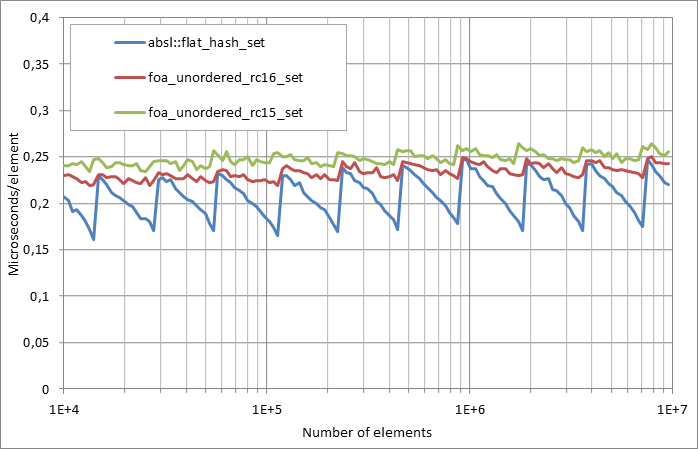 0,4
0,35
0,3
0,25
0,2
0,15
0,1
0,05
0
Microseconds/element
absl::flat_hash_set
foa_unordered_rc16_set
foa_unordered_rc15_set
1E+4
1E+5
1E+6
1E+7
Number of elements